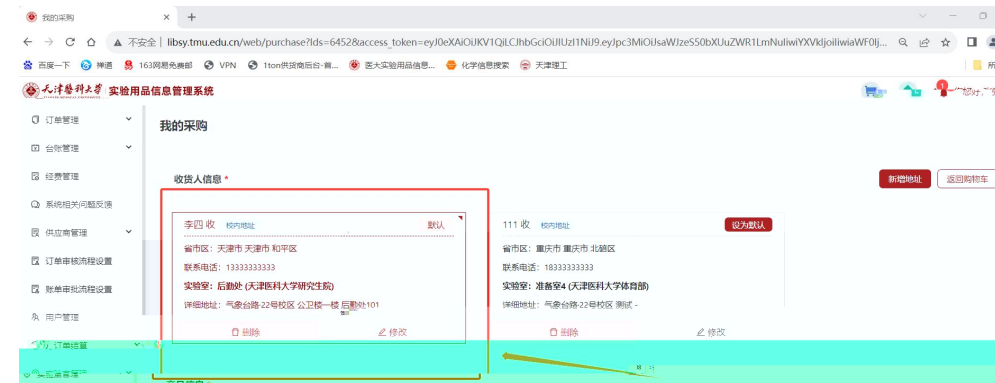 我的采购
不安全 libsy.tmu.edu.cn/web/purchase?Ids=6452&access_token=eyJ0eXAiOiJKV1QiLCJhbGciOiJIUzI1NiJ9.eyJpc3MiOiJsaWJzeS50bXUuZWR1LmNuIiwiYXVkIjoiIiwiaWF0Ij...
百度一下 禅道 163网易免费邮 VPN 1ton供货商后台-首... 医大实验用品信息... 化学信息搜索 天津理工 所
天津醫科大學 实验用品信息管理系统 1 您好，
订单管理
我的采购
台账管理
经费管理
收货人信息 * 新增地址 返回购物车
系统相关问题反馈
供应商管理
订单审核流程设置
账单审批流程设置
用户管理
订单结算
李四 收 校内地址 默认
省市区：天津市 天津市 和平区
联系电话：13333333333
实验室：后勤处 (天津医科大学研究生院)
详细地址：气象台路-22号校区 公卫楼一楼 后勤处101
删除 修改
111 收 校内地址 设为默认
省市区：重庆市 重庆市 北碚区
联系电话：18333333333
实验室：准备室4 (天津医科大学体育部)
详细地址：气象台路-22号校区 测试 -
删除 修改